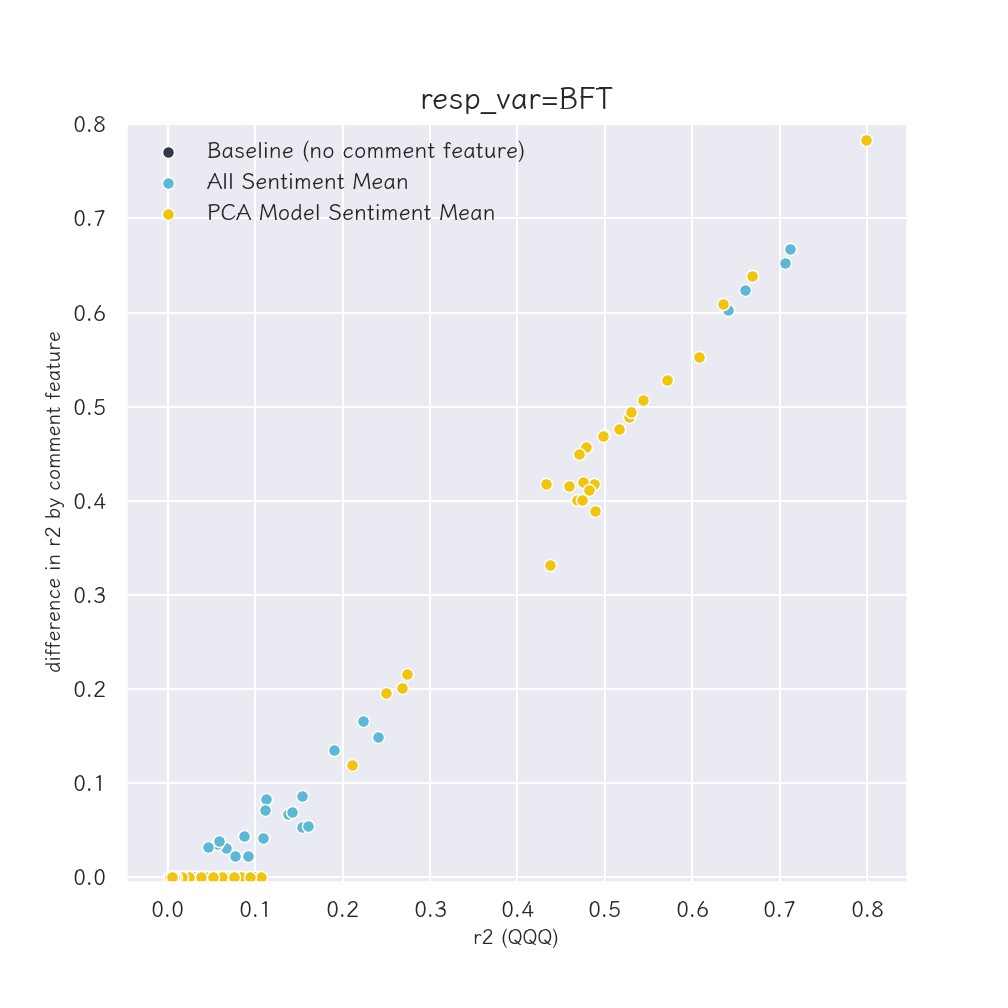 resp_var=BFT
Baseline (no comment feature)
All Sentiment Mean
PCA Model Sentiment Mean
difference in r2 by comment feature
0.8
0.7
0.6
0.5
0.4
0.3
0.2
0.1
0.0
0.0 0.1 0.2 0.3 0.4 0.5 0.6 0.7 0.8
r2 (QQQ)